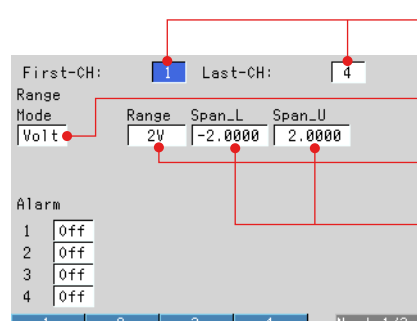 First-CH: 1 Last-CH: 4
Range
Mode Range Span_L Span_U
Volt 2V -2.0000 2.0000
Alarm
1 Off
2 Off
3 Off
4 Off